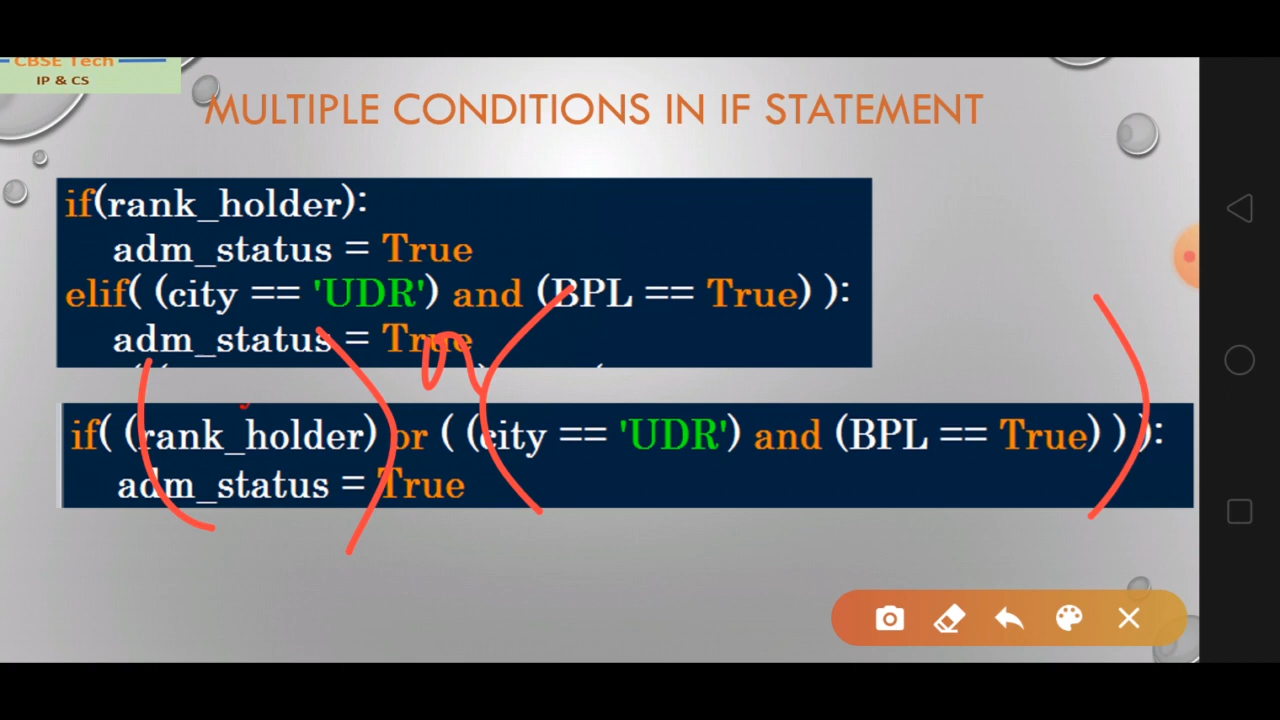 CBSE Tech
IP & CS
MULTIPLE CONDITIONS IN IF STATEMENT
if(rank_holder):
adm_status = True
elif( (city == 'UDR') and (BPL == True) ):
adm_status = True
if( (rank_holder) or ( (city == 'UDR') and (BPL == True) ) ):
adm_status = True